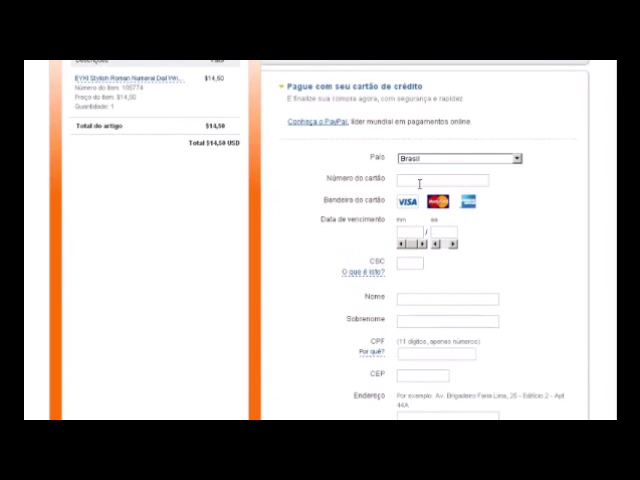 Descrições
EYKI Stylish Roman Numeral Dial Wri... $14,50
Número do item: 105774
Preço do item: $14,50
Quantidade: 1
Total do artigo $14,50
Total $14,50 USD
Pague com seu cartão de crédito
E finalize sua compra agora, com segurança e rapidez.
Conheça o PayPal, líder mundial em pagamentos online.
País Brasil
Número do cartão
Bandeira do cartão VISA MasterCard
Data de vencimento mm aa
/
CSC
O que é isto?
Nome
Sobrenome
CPF (11 dígitos, apenas números)
Por quê?
CEP
Endereço Por exemplo: Av. Brigadeiro Faria Lima, 25 - Edifício 2 - Apt
44A